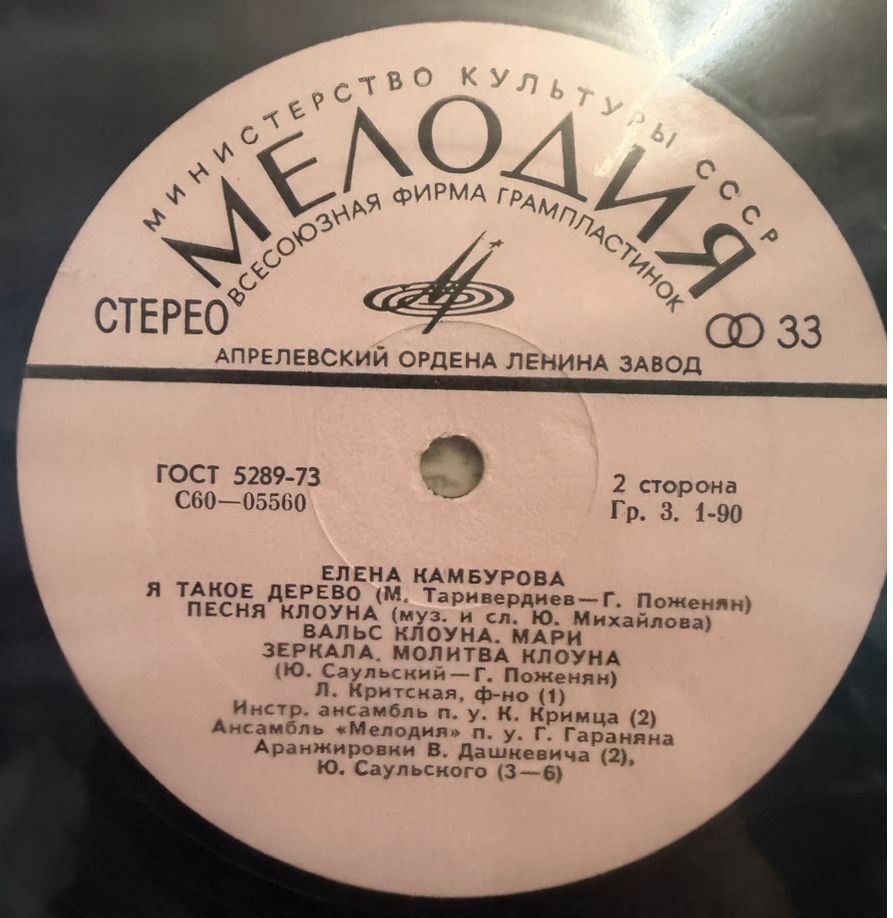 МИНИСТЕРСТВО КУЛЬТУРЫ СССР
МЕЛОДИЯ
ВСЕСОЮЗНАЯ ФИРМА ГРАМПЛАСТИНОК
СТЕРЕО
33
АПРЕЛЕВСКИЙ ОРДЕНА ЛЕНИНА ЗАВОД
ГОСТ 5289-73
С60—05560
2 сторона
Гр. 3. 1-90
ЕЛЕНА КАМБУРОВА
Я ТАКОЕ ДЕРЕВО (М. Таривердиев—Г. Поженян)
ПЕСНЯ КЛОУНА (муз. и сл. Ю. Михайлова)
ВАЛЬС КЛОУНА. МАРИ
ЗЕРКАЛА. МОЛИТВА КЛОУНА
(Ю. Саульский—Г. Поженян)
Л. Критская, ф-но (1)
Инстр. ансамбль п. у. К. Кримца (2)
Ансамбль «Мелодия» п. у. Г. Гараняна
Аранжировки В. Дашкевича (2),
Ю. Саульского (3—6)